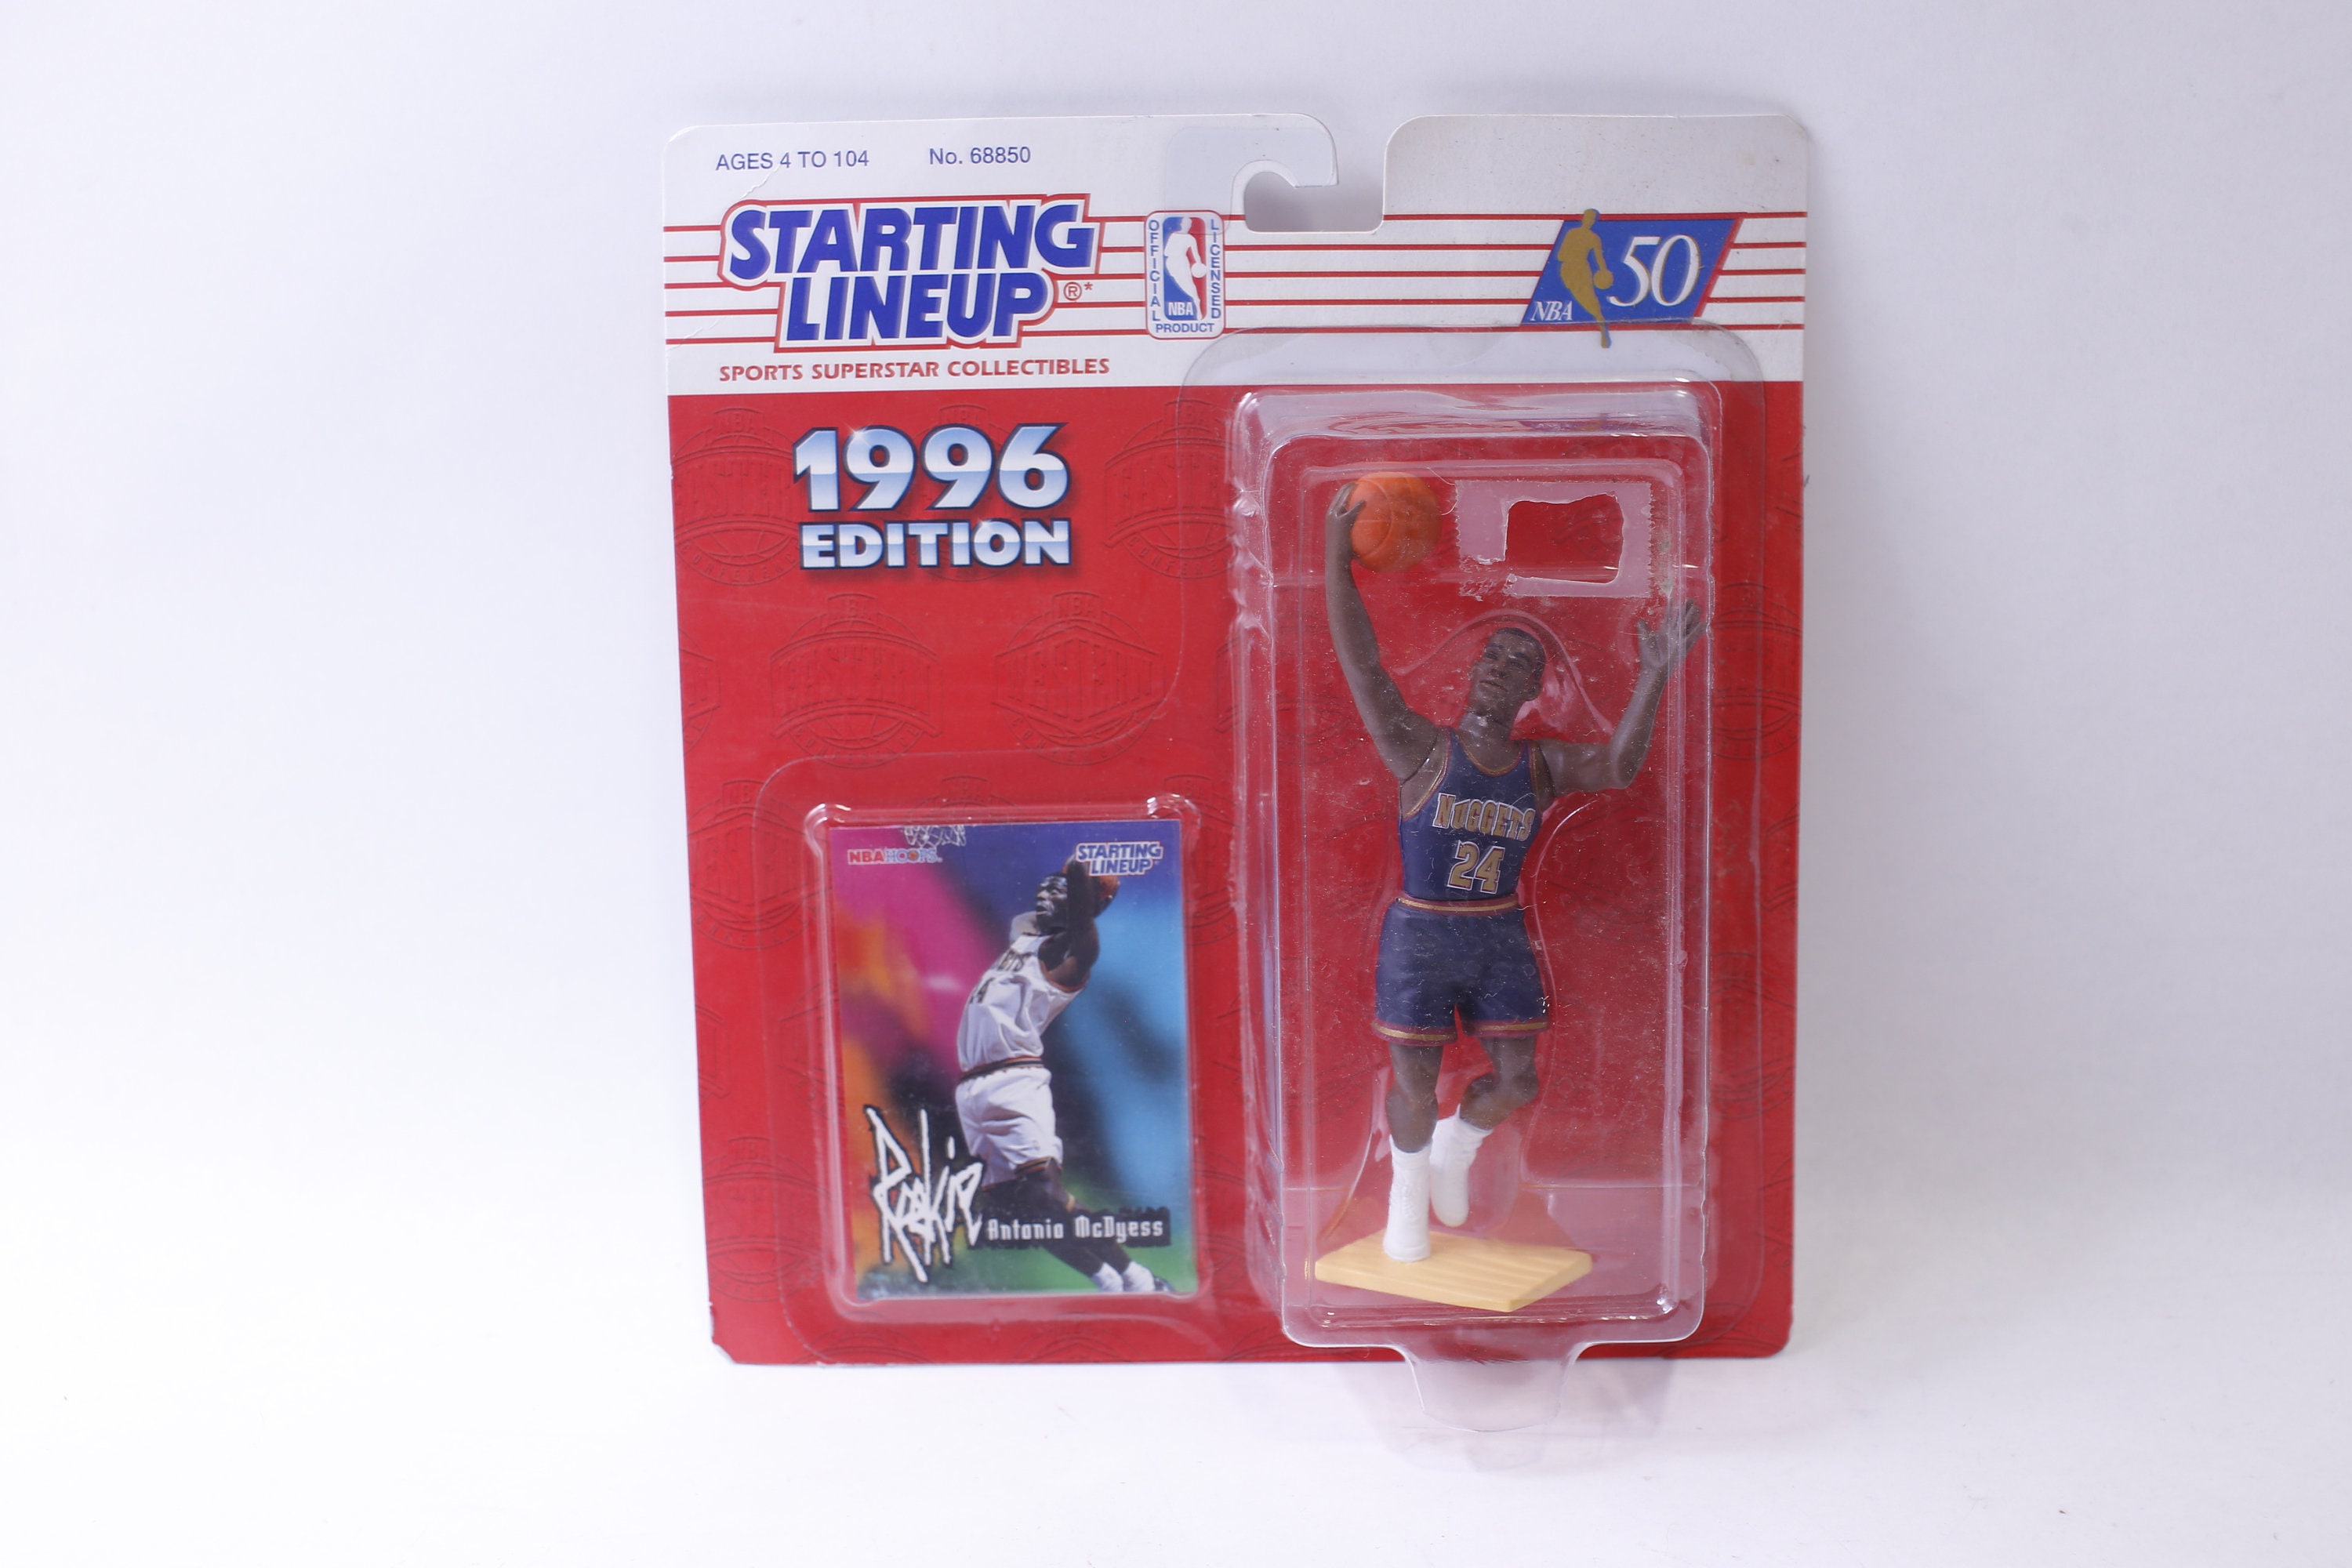 AGES 4 TO 104 No. 68850
STARTING
LINEUP®*
SPORTS SUPERSTAR COLLECTIBLES
OFFICIAL LICENSED
NBA
PRODUCT
NBA 50
1996
EDITION
NBA HOOPS
STARTING
LINEUP
Rookie
Antonio McDyess
NUGGETS
24